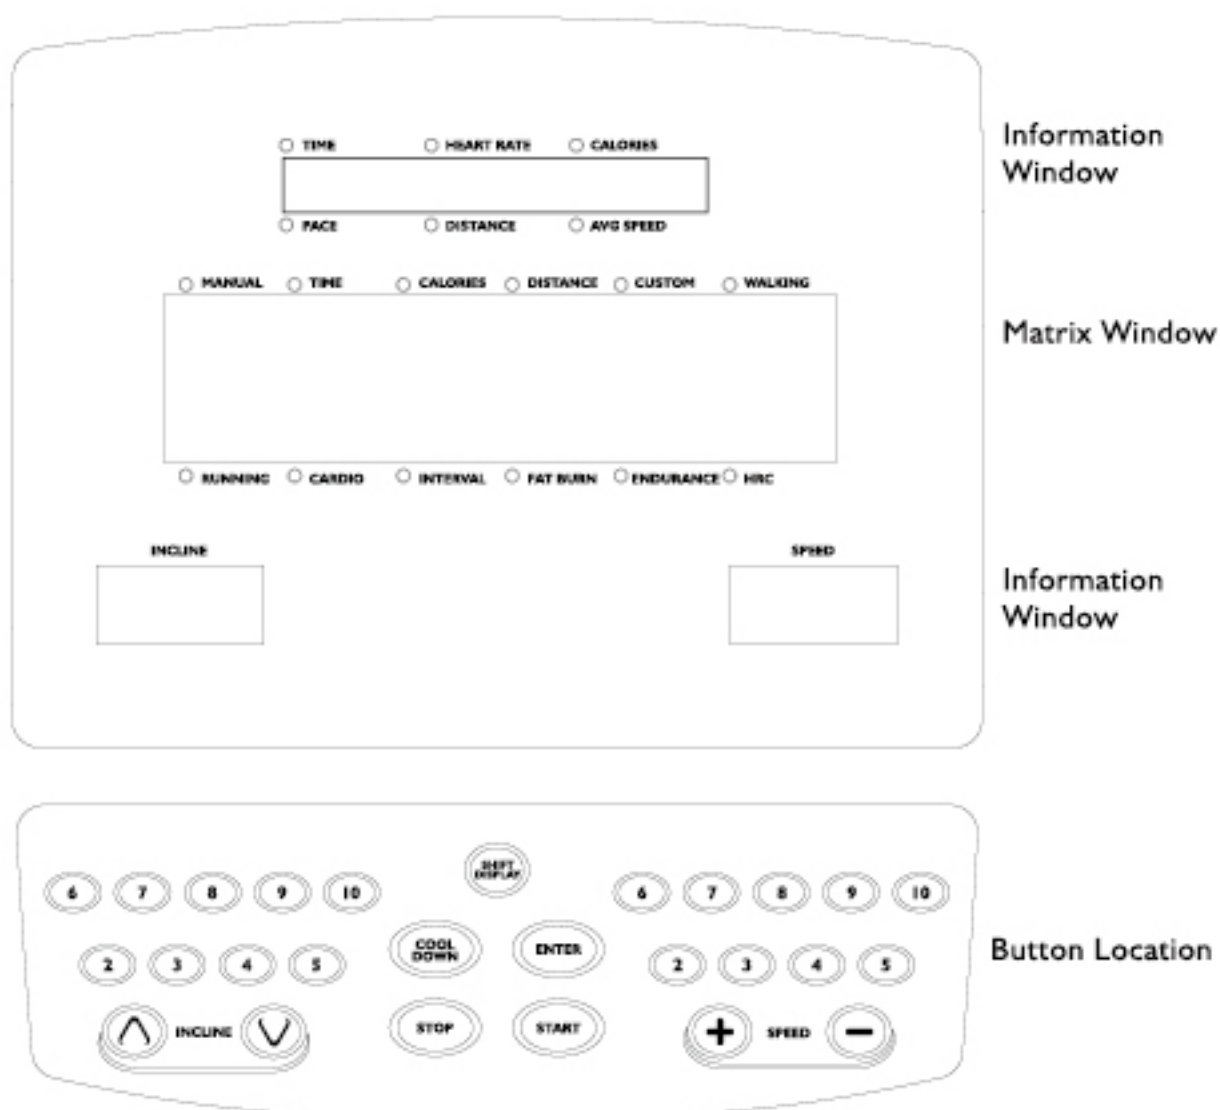 TIME HEART RATE CALORIES
Information
Window
PACE DISTANCE AVG SPEED
MANUAL TIME CALORIES DISTANCE CUSTOM WALKING
Matrix Window
RUNNING CARDIO INTERVAL FAT BURN ENDURANCE HRC
INCLINE SPEED
Information
Window
SHIFT
DISPLAY
6 7 8 9 10 6 7 8 9 10
COOL
DOWN
ENTER
Button Location
2 3 4 5 2 3 4 5
INCLINE STOP START + SPEED −